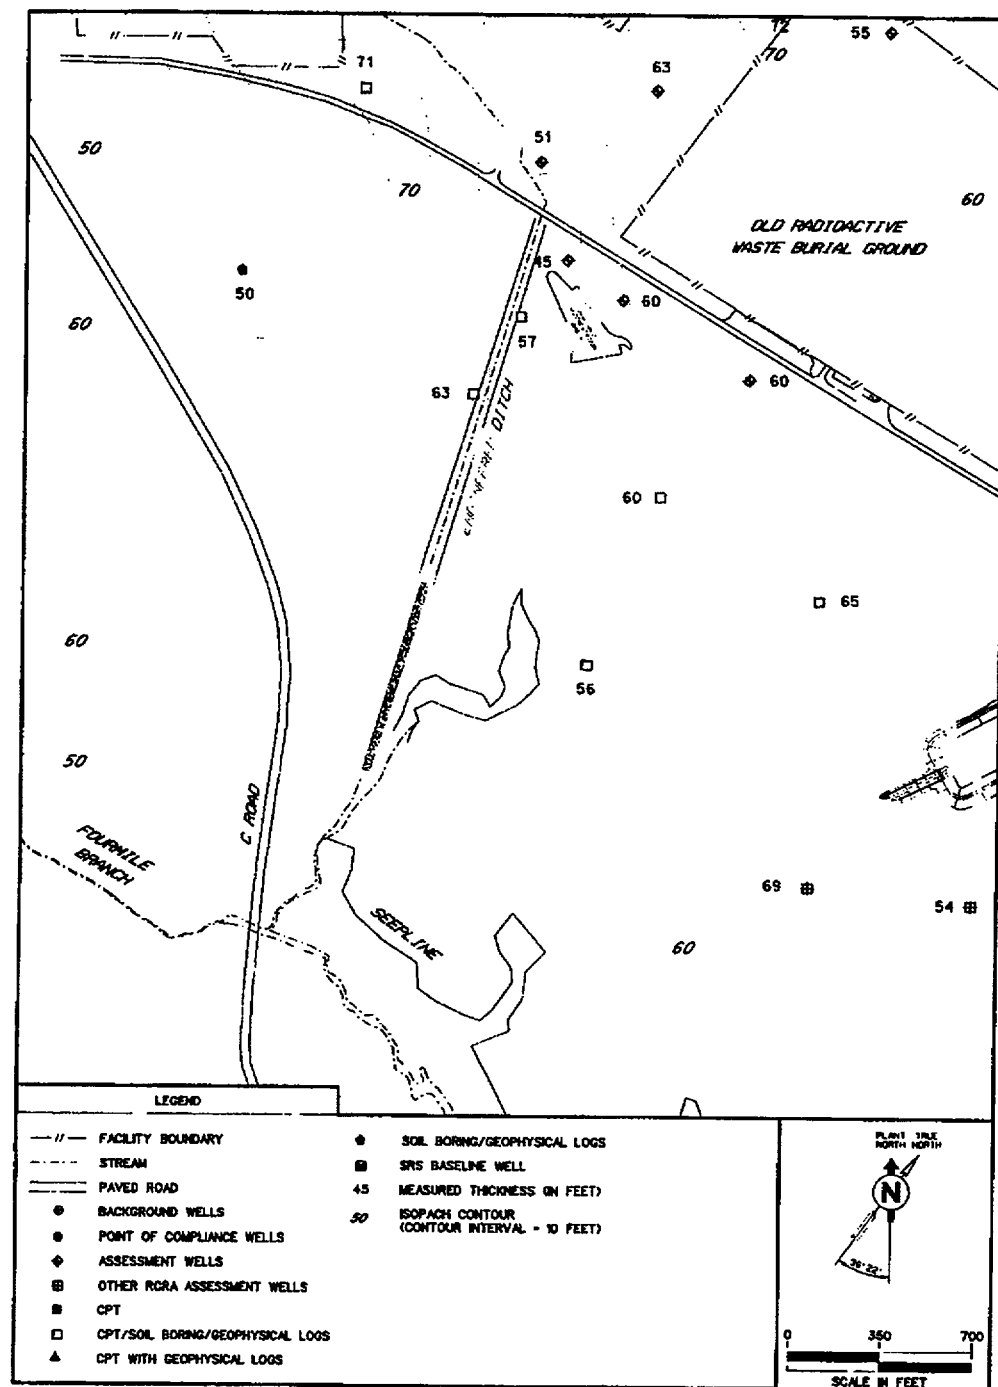 72
55
70
71
63
50
51
70
60
OLD RADIOACTIVE
WASTE BURIAL GROUND
45
50
60
60
57
60
63
DITCH
60
65
60
56
50
C ROAD
FOURMILE
BRANCH
69
54
SEEPLINE
60
LEGEND
FACILITY BOUNDARY
STREAM
PAVED ROAD
BACKGROUND WELLS
POINT OF COMPLIANCE WELLS
ASSESSMENT WELLS
OTHER RCRA ASSESSMENT WELLS
CPT
CPT/SOIL BORING/GEOPHYSICAL LOGS
CPT WITH GEOPHYSICAL LOGS
SOIL BORING/GEOPHYSICAL LOGS
SRS BASELINE WELL
45 MEASURED THICKNESS (IN FEET)
50 ISOPACH CONTOUR
(CONTOUR INTERVAL - 10 FEET)
PLANT TRUE
NORTH NORTH
N
36°22'
0 350 700
SCALE IN FEET